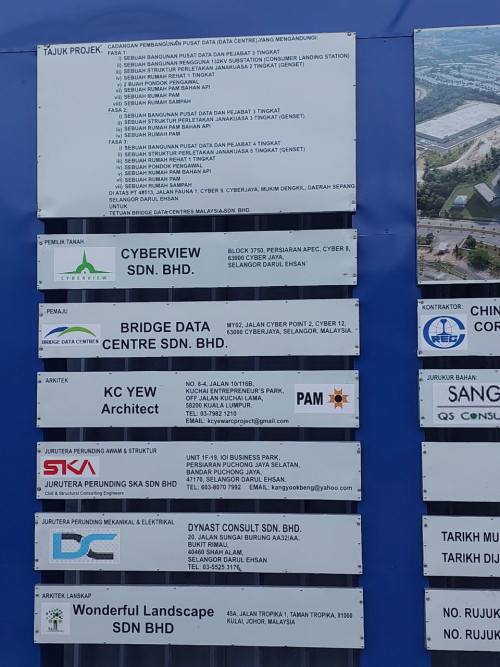 TAJUK PROJEK
CADANGAN PEMBANGUNAN PUSAT DATA (DATA CENTRE) YANG MENGANDUNGI:
FASA 1:
i) SEBUAH BANGUNAN PUSAT DATA DAN PEJABAT 3 TINGKAT
ii) SEBUAH BANGUNAN PENGGUNA 132KV SUBSTATION (CONSUMER LANDING STATION)
iii) SEBUAH STRUKTUR PERLETAKAN JANAKUASA 2 TINGKAT (GENSET)
iv) SEBUAH RUMAH REHAT 1 TINGKAT
v) 2 BUAH PONDOK PENGAWAL
vi) SEBUAH RUMAH PAM BAHAN API
vii) SEBUAH RUMAH PAM
viii) SEBUAH RUMAH SAMPAH
FASA 2:
i) SEBUAH BANGUNAN PUSAT DATA DAN PEJABAT 3 TINGKAT
ii) SEBUAH STRUKTUR PERLETAKAN JANAKUASA 3 TINGKAT (GENSET)
iii) SEBUAH RUMAH PAM BAHAN API
iv) SEBUAH RUMAH PAM
FASA 3:
i) SEBUAH BANGUNAN PUSAT DATA DAN PEJABAT 4 TINGKAT
ii) SEBUAH STRUKTUR PERLETAKAN JANAKUASA 5 TINGKAT (GENSET)
iii) SEBUAH RUMAH REHAT 1 TINGKAT
iv) SEBUAH PONDOK PENGAWAL
v) SEBUAH RUMAH PAM BAHAN API
vi) SEBUAH RUMAH PAM
vii) SEBUAH RUMAH SAMPAH
DI ATAS PT 48113, JALAN FAUNA 1, CYBER 9 CYBERJAYA, MUKIM DENGKIL, DAERAH SEPANG
SELANGOR DARUL EHSAN
UNTUK
TETUAN BRIDGE DATA CENTRES MALAYSIA SDN. BHD
PEMILIK TANAH
CYBERVIEW
CYBERVIEW
SDN. BHD.
BLOCK 3750, PERSIARAN APEC, CYBER 8,
63000 CYBER JAYA,
SELANGOR DARUL EHSAN
PEMAJU
BRIDGE DATA CENTRES
BRIDGE DATA
CENTRE SDN. BHD.
MY02, JALAN CYBER POINT 2, CYBER 12,
63000 CYBERJAYA, SELANGOR, MALAYSIA
KONTRAKTOR
REC
CHIN
COR
ARKITEK
KC YEW
Architect
NO. 8-4, JALAN 10/116B,
KUCHAI ENTREPRENEUR'S PARK,
OFF JALAN KUCHAI LAMA,
58200 KUALA LUMPUR.
TEL: 03-7982 1210
EMAIL: kcyewarcproject@gmail.com
PAM
JURUKUR BAHAN:
SANG
QS CONSU
JURUTERA PERUNDING AWAM & STRUKTUR
SKA
JURUTERA PERUNDING SKA SDN BHD
Civil & Structural Consulting Engineers
UNIT 1F-19, IOI BUSINESS PARK,
PERSIARAN PUCHONG JAYA SELATAN,
BANDAR PUCHONG JAYA,
47170, SELANGOR DARUL EHSAN.
TEL: 603-8070 7992 EMAIL: kangyookbeng@yahoo.com
JURUTERA PERUNDING MEKANIKAL & ELEKTRIKAL
DC
DYNAST CONSULT SDN. BHD.
20, JALAN SUNGAI BURUNG AA32/AA.
BUKIT RIMAU,
40460 SHAH ALAM,
SELANGOR DARUL EHSAN
TEL: 03-5525 3176
TARIKH MU
TARIKH DIJ
ARKITEK LANSKAP
Wonderful Landscape
SDN BHD
45A, JALAN TROPIKA 1, TAMAN TROPIKA, 81000
KULAI, JOHOR, MALAYSIA
NO. RUJUK
NO. RUJUK